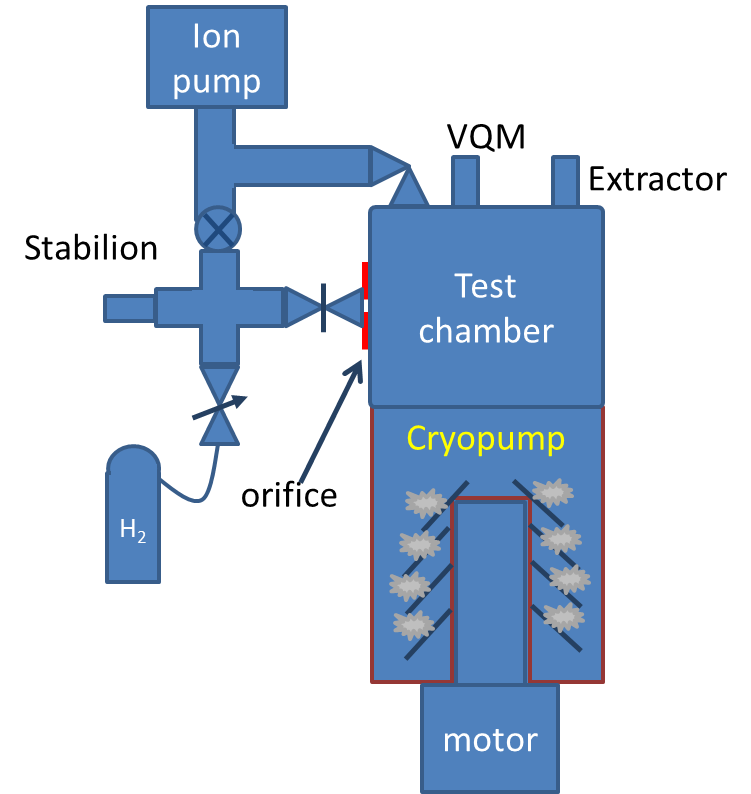 Ion
pump
VQM
Extractor
Stabilion
Test
chamber
Cryopump
orifice
H₂
motor